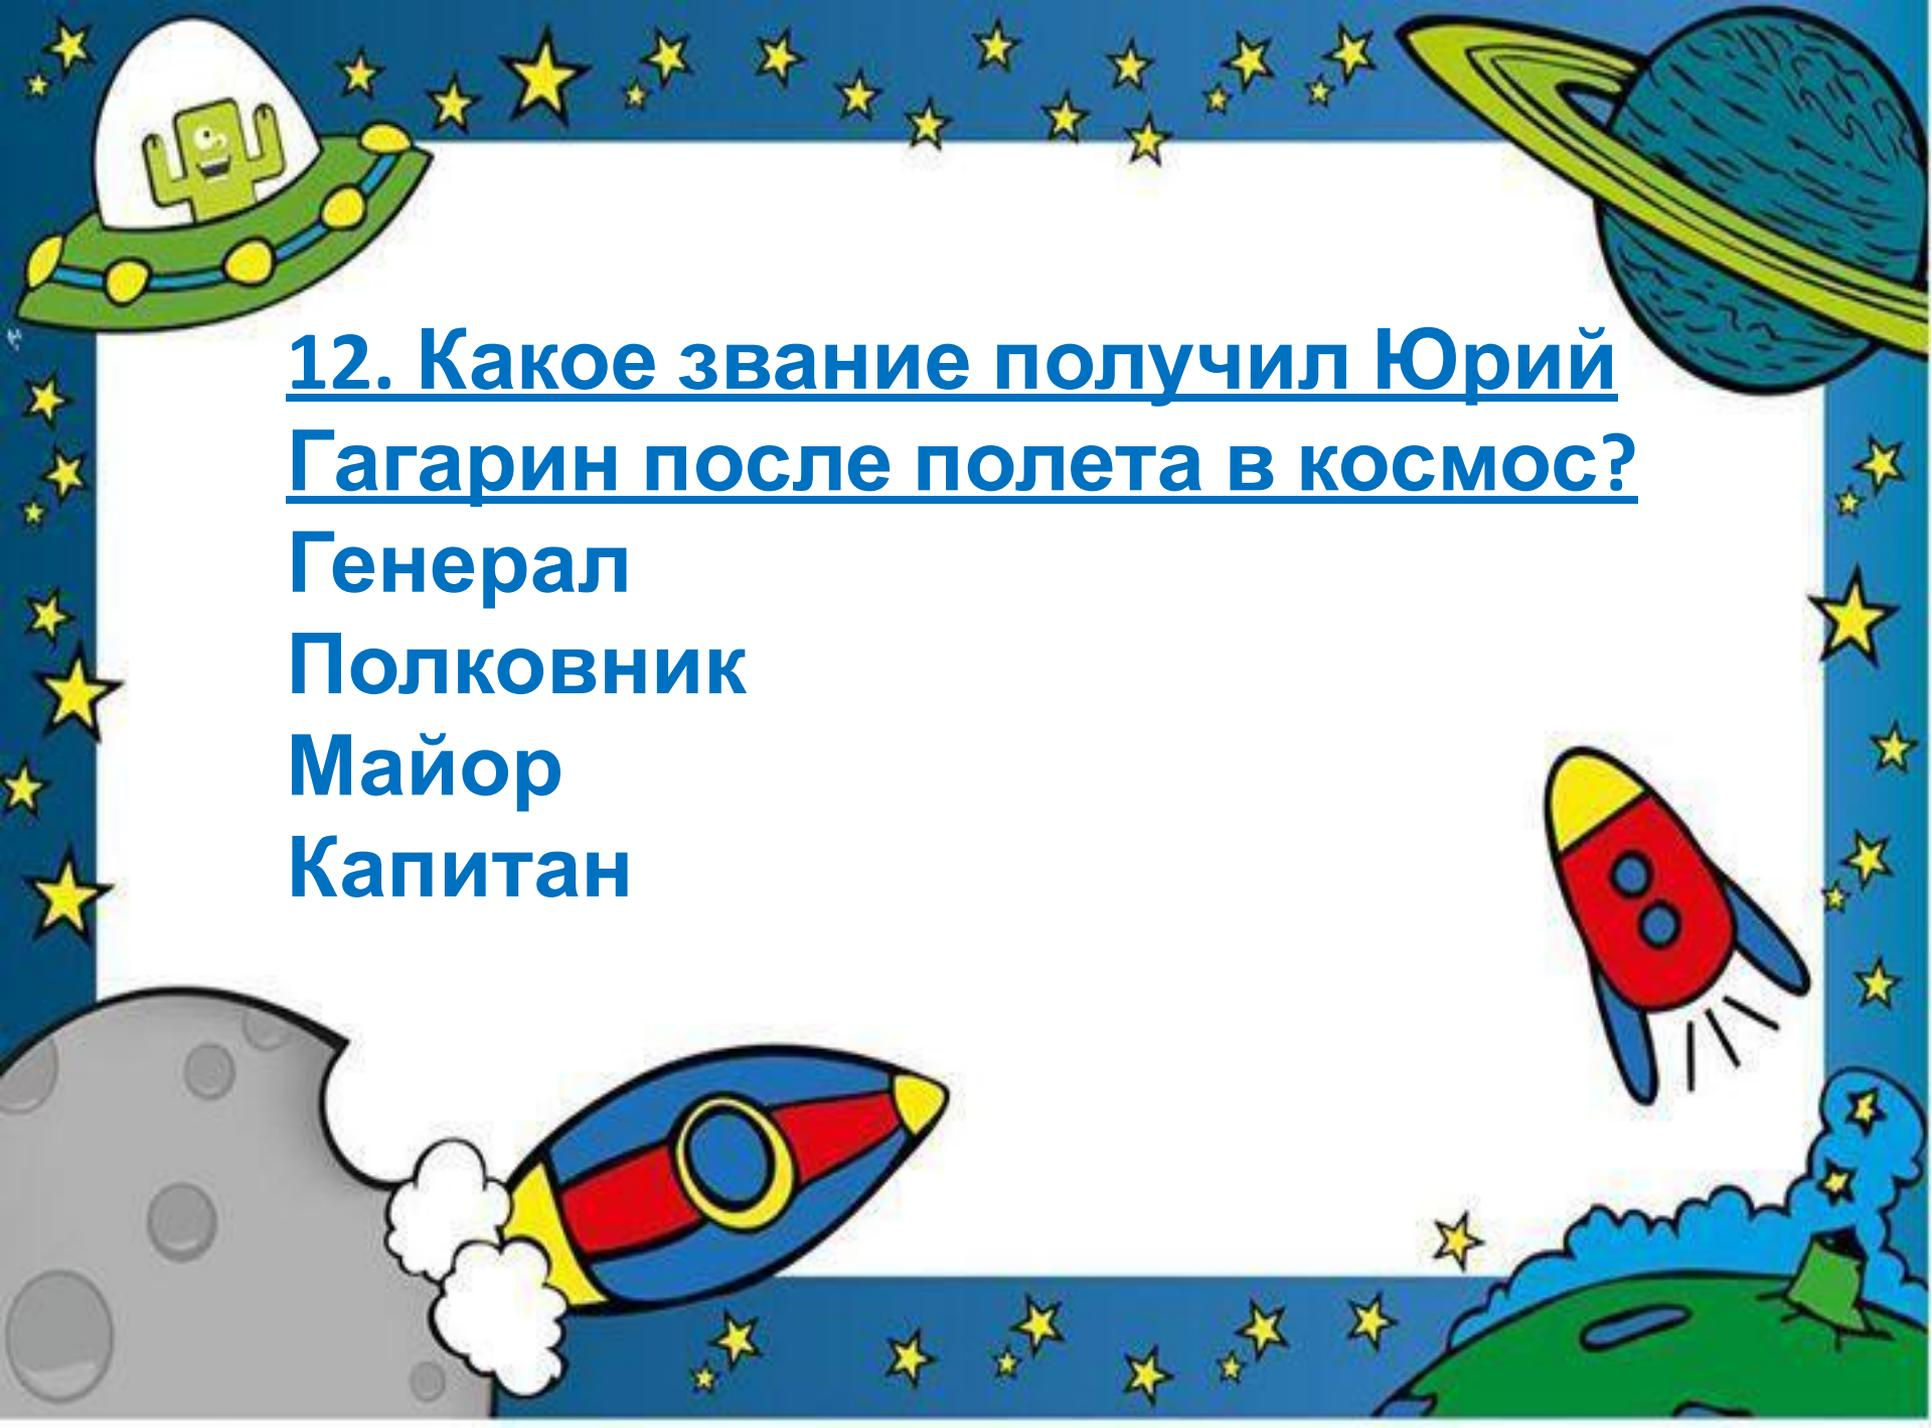 12. Какое звание получил Юрий
Гагарин после полета в космос?
Генерал
Полковник
Майор
Капитан